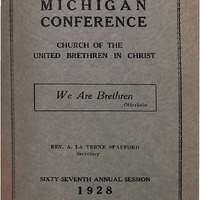 MICHIGAN
CONFERENCE
CHURCH OF THE
UNITED BRETHREN IN CHRIST
We Are Brethren
Otterbein
REV. A. LA VERNE SPAFFORD
Secretary
SIXTY-SEVENTH ANNUAL SESSION
1928